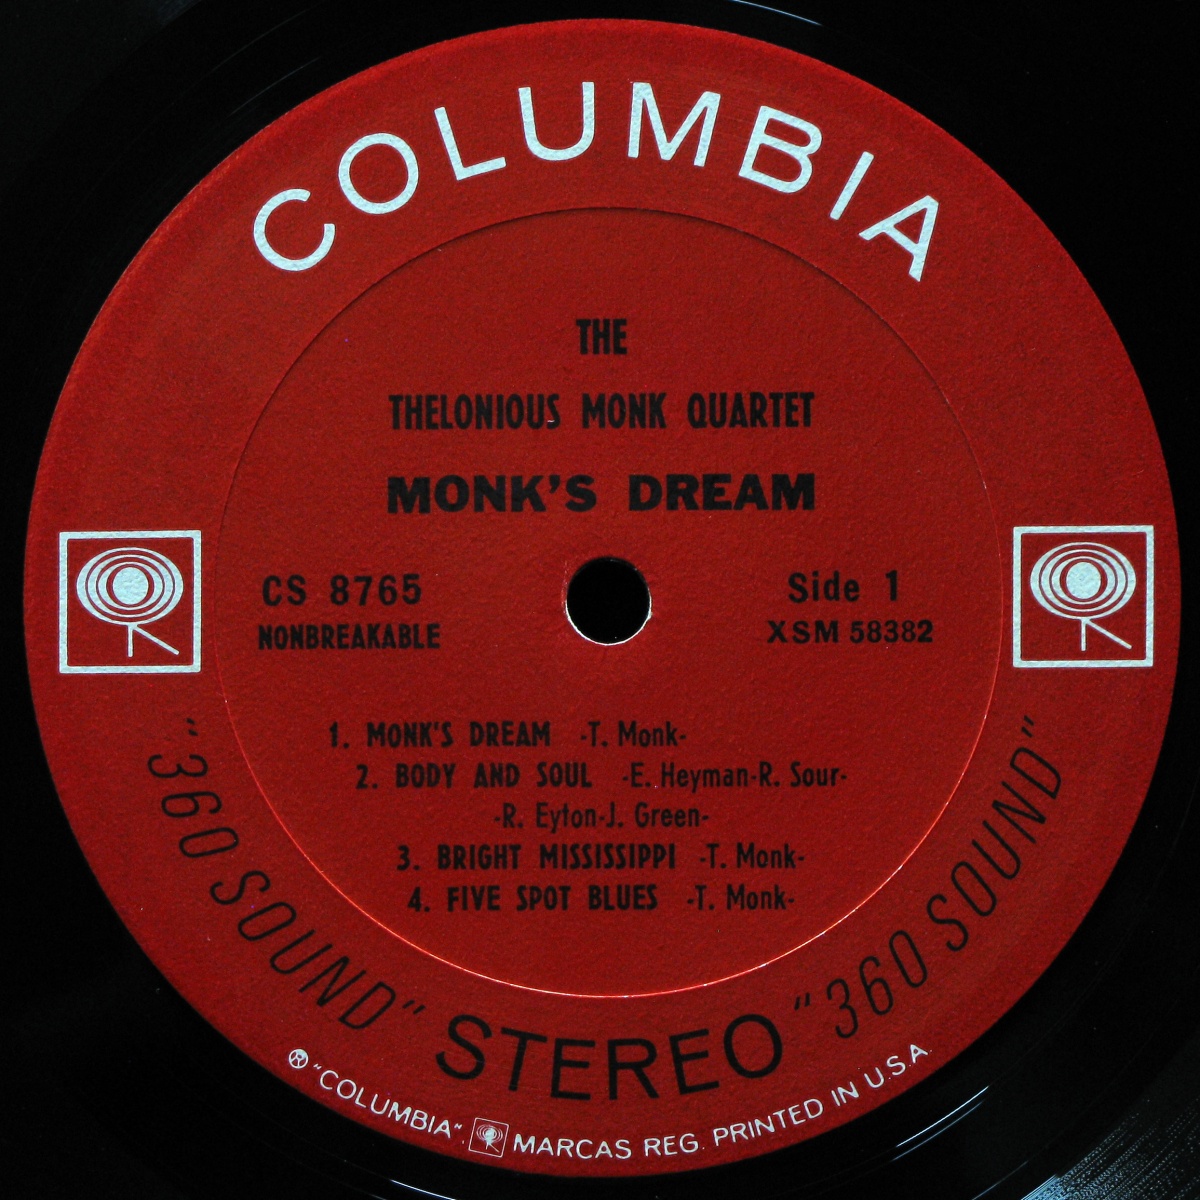 COLUMBIA
THE
THELONIOUS MONK QUARTET
MONK'S DREAM
CS 8765
NONBREAKABLE
Side 1
XSM 58382
1. MONK'S DREAM -T. Monk-
2. BODY AND SOUL -E. Heyman-R. Sour-
-R. Eyton-J. Green-
3. BRIGHT MISSISSIPPI -T. Monk-
4. FIVE SPOT BLUES -T. Monk-
"360 SOUND" STEREO "360 SOUND"
® "COLUMBIA", MARCAS REG. PRINTED IN U.S.A.